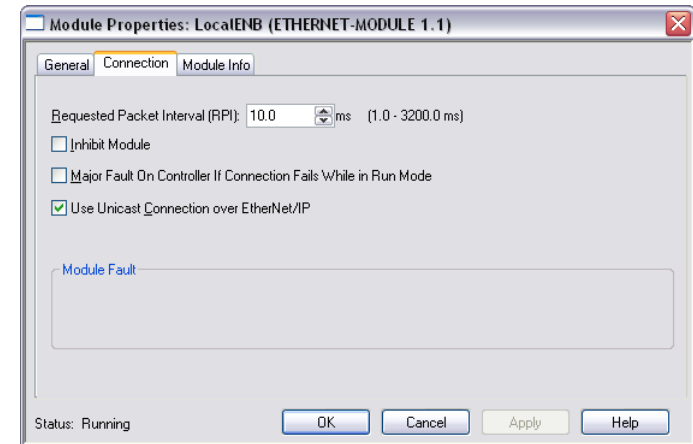 Module Properties: LocalENB (ETHERNET-MODULE 1.1)
General Connection Module Info
Requested Packet Interval (RPI): 10.0 ms (1.0 - 3200.0 ms)
Inhibit Module
Major Fault On Controller If Connection Fails While in Run Mode
Use Unicast Connection over EtherNet/IP
Module Fault
Status: Running OK Cancel Apply Help